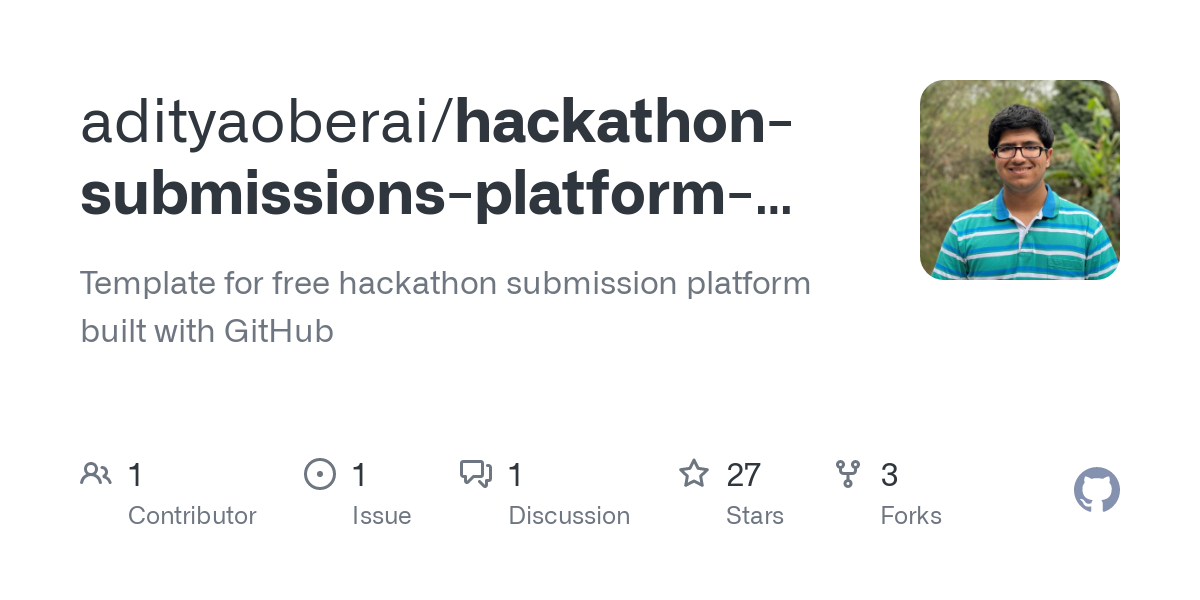 adityaoberai/hackathon-
submissions-platform-...
Template for free hackathon submission platform
built with GitHub
1
Contributor
1
Issue
1
Discussion
27
Stars
3
Forks